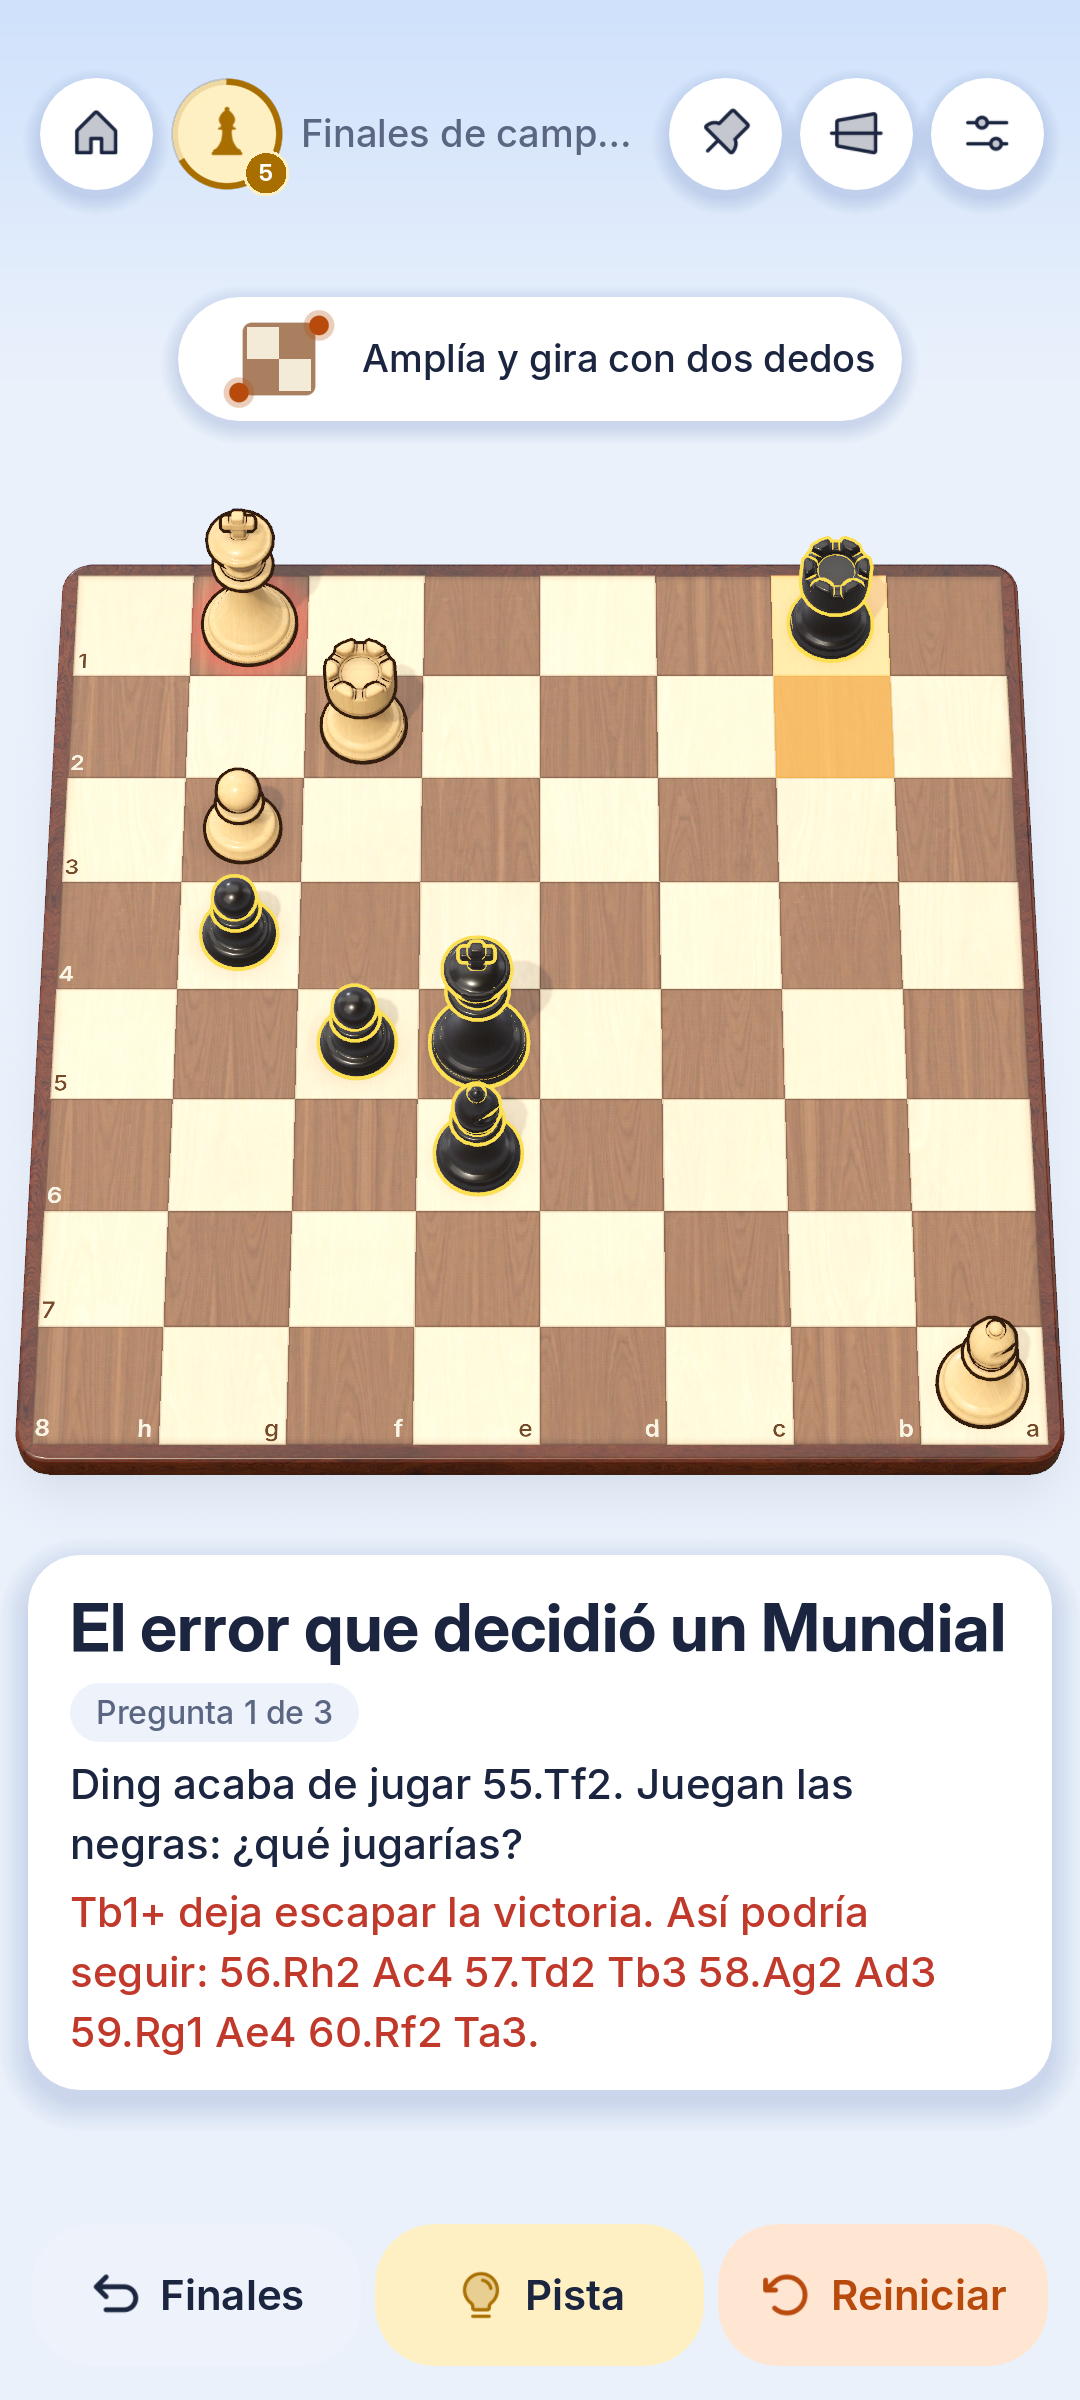 Finales de camp...
5
Amplía y gira con dos dedos
1
2
3
4
5
6
7
8 h g f e d c b a
El error que decidió un Mundial
Pregunta 1 de 3
Ding acaba de jugar 55.Tf2. Juegan las
negras: ¿qué jugarías?
Tb1+ deja escapar la victoria. Así podría
seguir: 56.Rh2 Ac4 57.Td2 Tb3 58.Ag2 Ad3
59.Rg1 Ae4 60.Rf2 Ta3.
Finales
Pista
Reiniciar